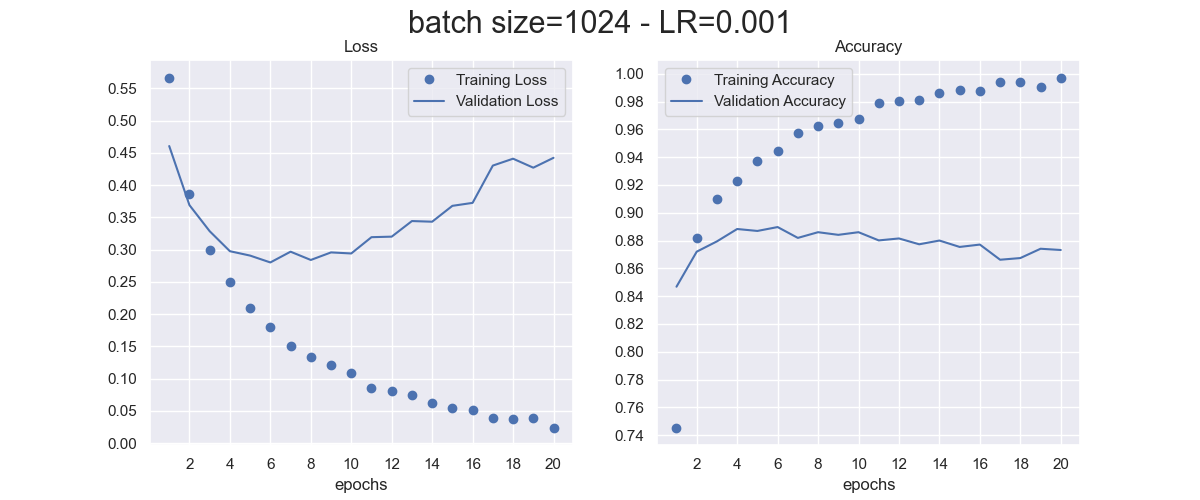 batch size=1024 - LR=0.001
Loss
Training Loss
Validation Loss
0.55
0.50
0.45
0.40
0.35
0.30
0.25
0.20
0.15
0.10
0.05
0.00
2 4 6 8 10 12 14 16 18 20
epochs
Accuracy
Training Accuracy
Validation Accuracy
1.00
0.98
0.96
0.94
0.92
0.90
0.88
0.86
0.84
0.82
0.80
0.78
0.76
0.74
2 4 6 8 10 12 14 16 18 20
epochs